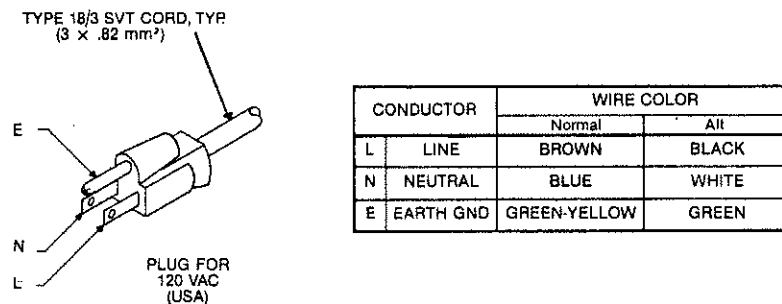 TYPE 18/3 SVT CORD, TYP.
(3 × .82 mm²)
E
N
L
PLUG FOR
120 VAC
(USA)
CONDUCTOR WIRE COLOR
Normal Alt
L LINE BROWN BLACK
N NEUTRAL BLUE WHITE
E EARTH GND GREEN-YELLOW GREEN